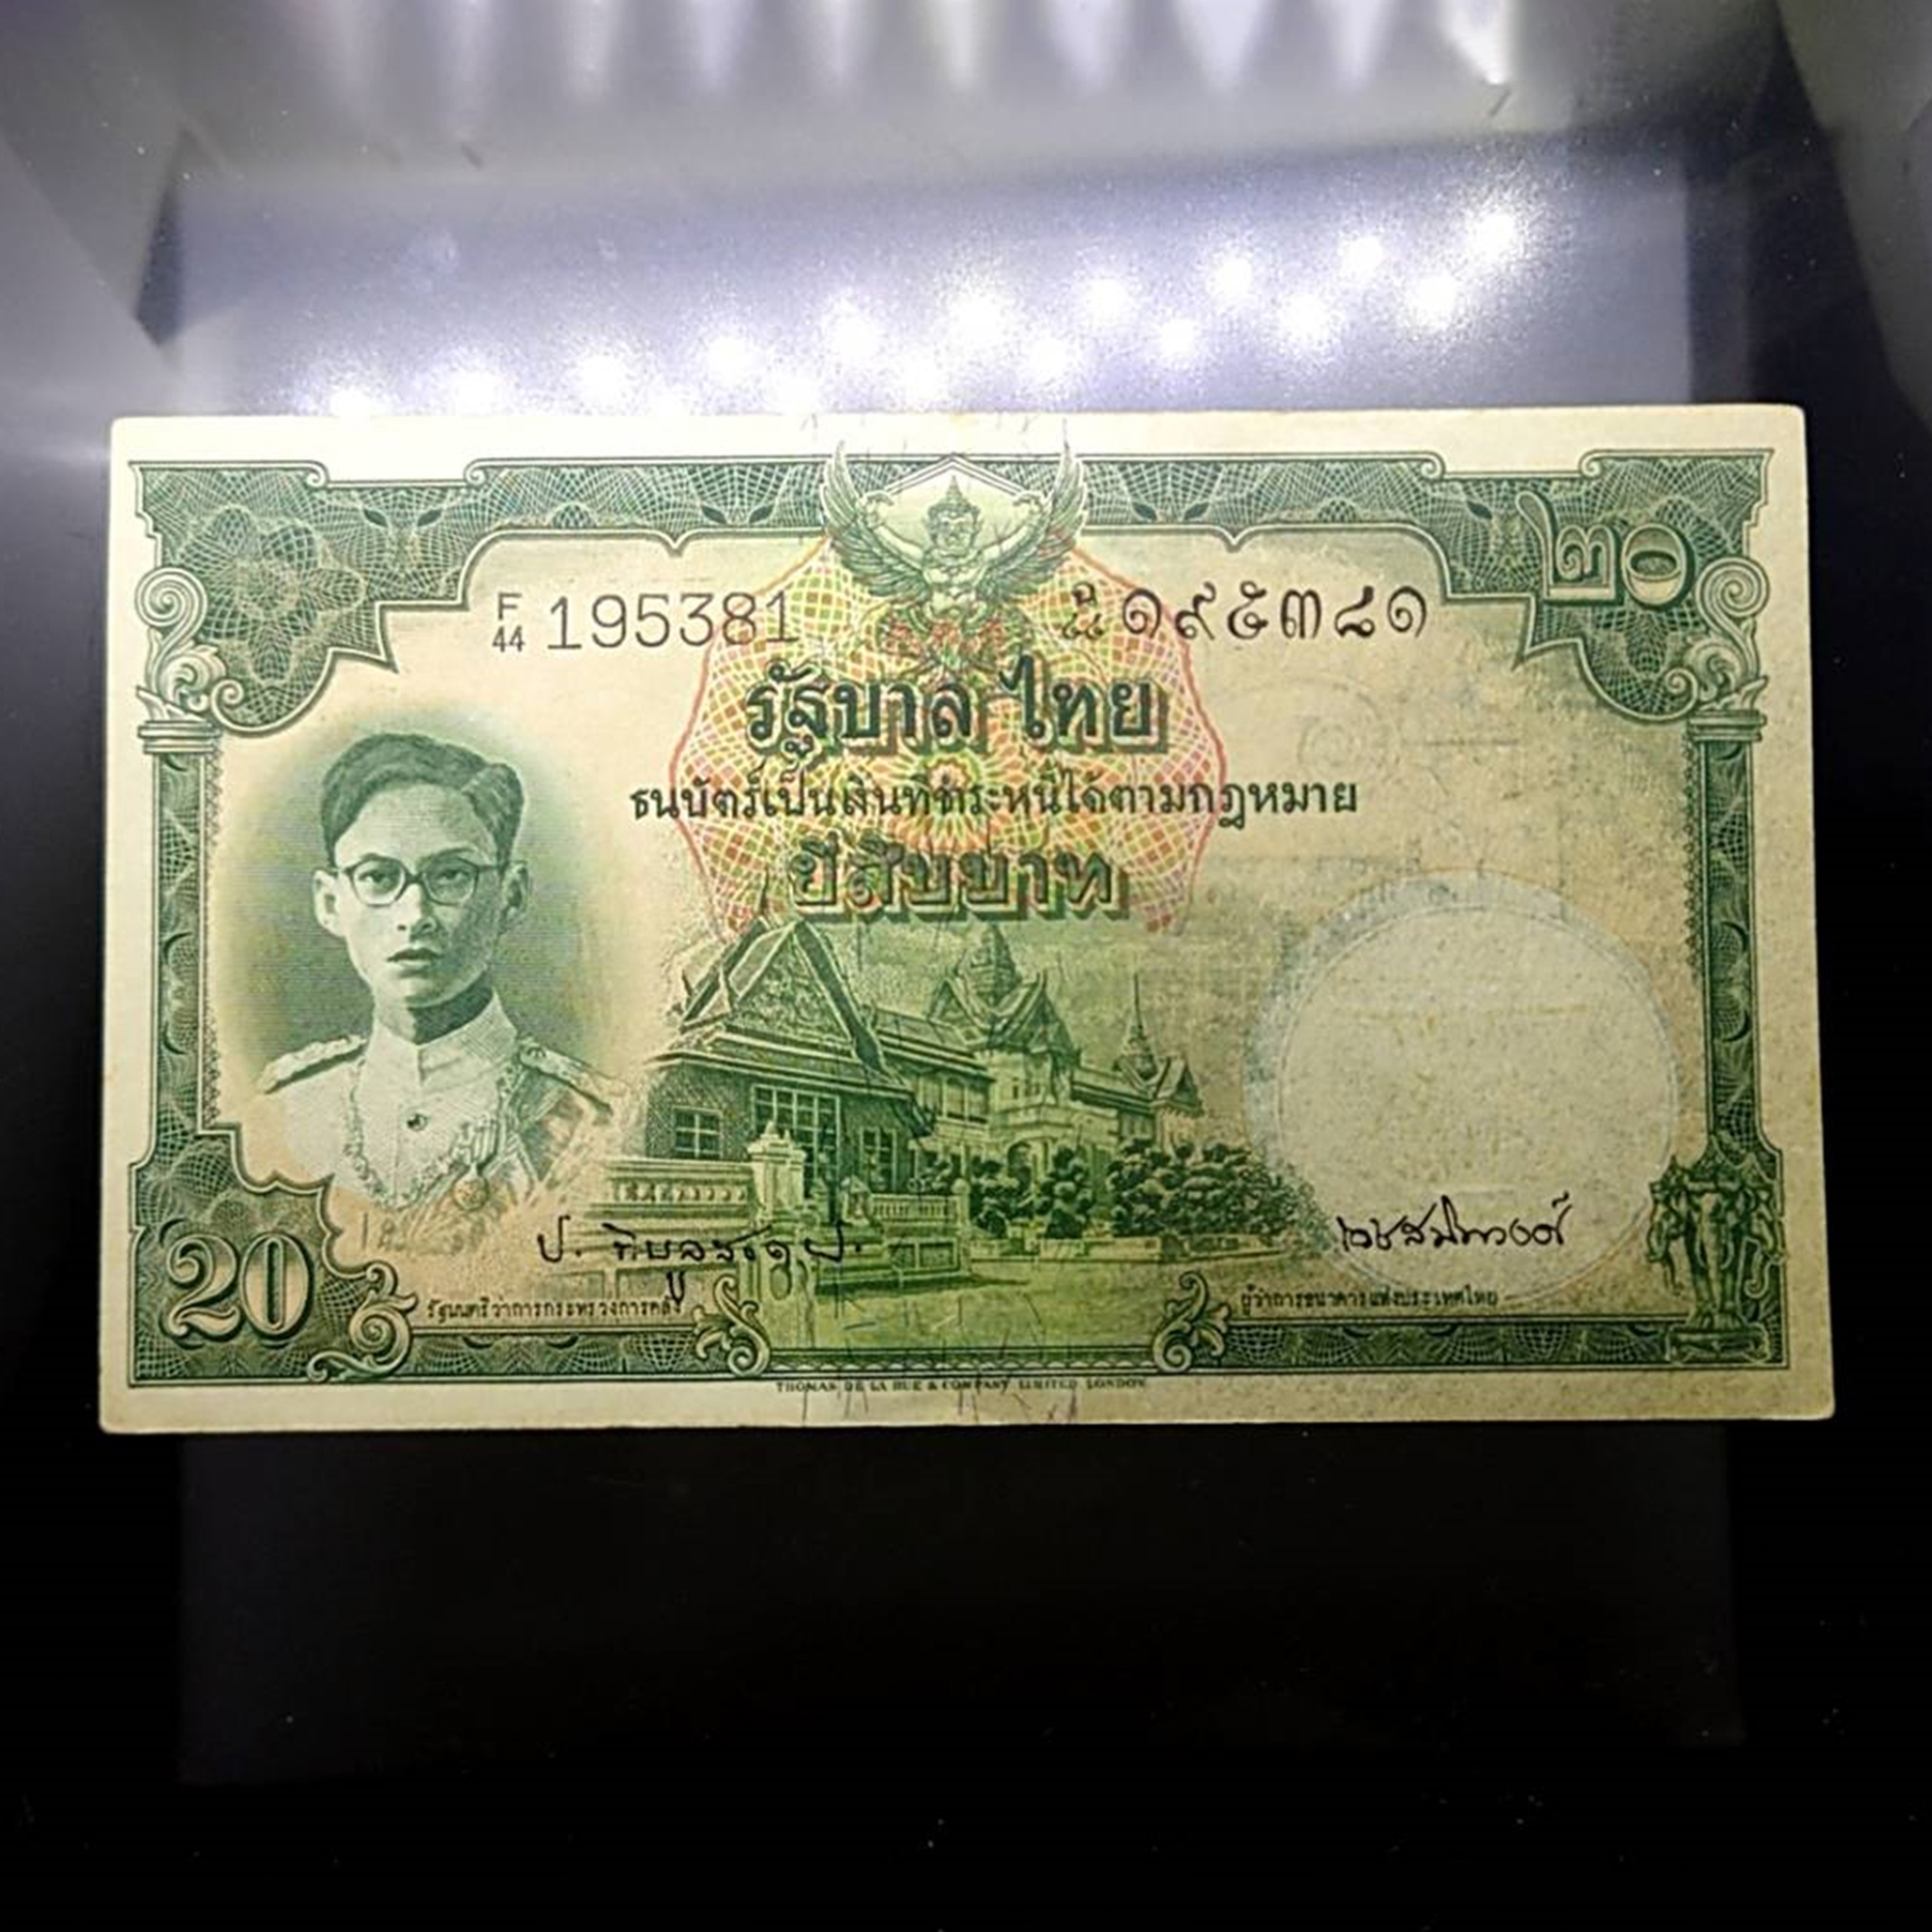 ๒๐
F/44 195381
ฉ/๔๔ ๑๙๕๓๘๑
รัฐบาลไทย
ธนบัตร์เป็นเงินที่ชำระหนี้ได้ตามกฎหมาย
ยี่สิบบาท
ป. พิบูลสงคราม
20
รัฐมนตรีว่าการกระทรวงการคลัง
ผู้ว่าการธนาคารแห่งประเทศไทย
THOMAS DE LA RUE & COMPANY LIMITED LONDON